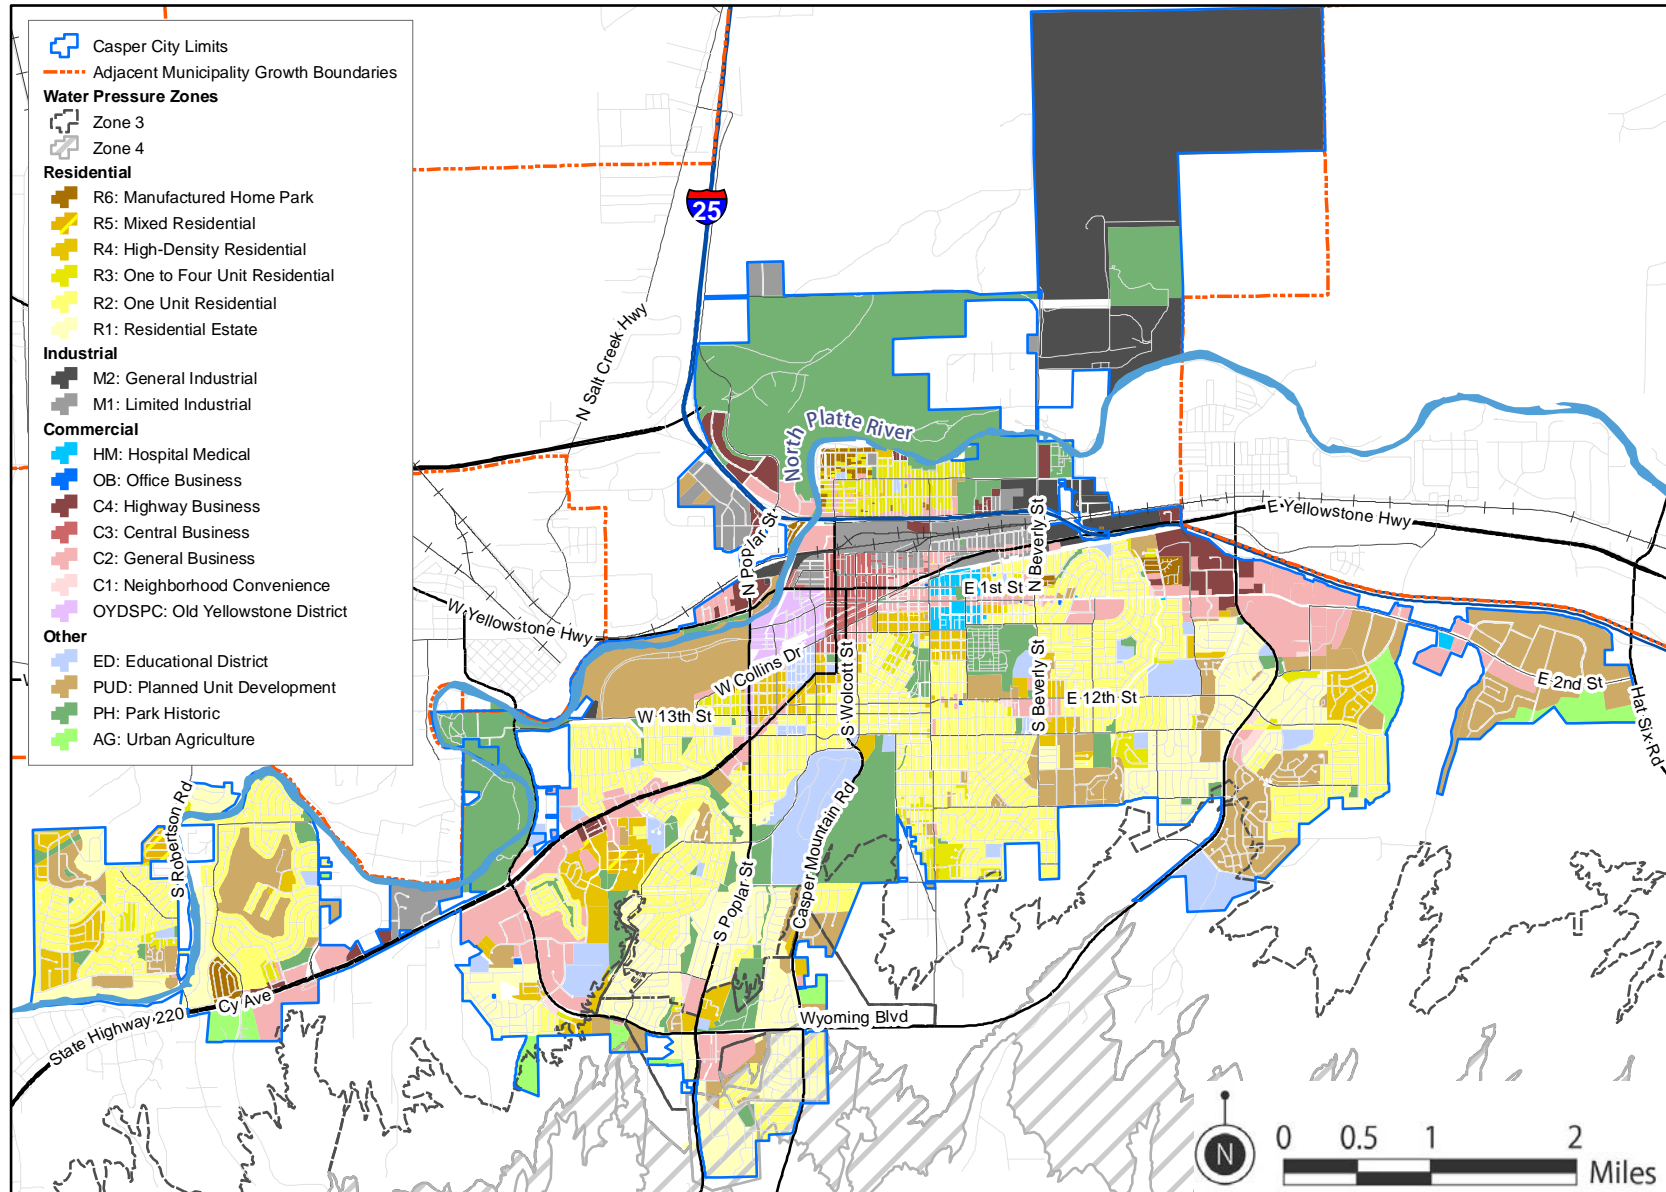 Casper City Limits
Adjacent Municipality Growth Boundaries
Water Pressure Zones
Zone 3
Zone 4
Residential
R6: Manufactured Home Park
R5: Mixed Residential
R4: High-Density Residential
R3: One to Four Unit Residential
R2: One Unit Residential
R1: Residential Estate
Industrial
M2: General Industrial
M1: Limited Industrial
Commercial
HM: Hospital Medical
OB: Office Business
C4: Highway Business
C3: Central Business
C2: General Business
C1: Neighborhood Convenience
OYDSPC: Old Yellowstone District
Other
ED: Educational District
PUD: Planned Unit Development
PH: Park Historic
AG: Urban Agriculture
25
N Salt Creek Hwy
North Platte River
N Poplar St
N Beverly St
E Yellowstone Hwy
E 1st St
W Yellowstone Hwy
W Collins Dr
S Wolcott St
S Beverly St
E 12th St
E 2nd St
Hat Six Rd
W 13th St
S Robertson Rd
Casper Mountain Rd
S Poplar St
Cy Ave
State Highway 220
Wyoming Blvd
N
0 0.5 1 2
Miles